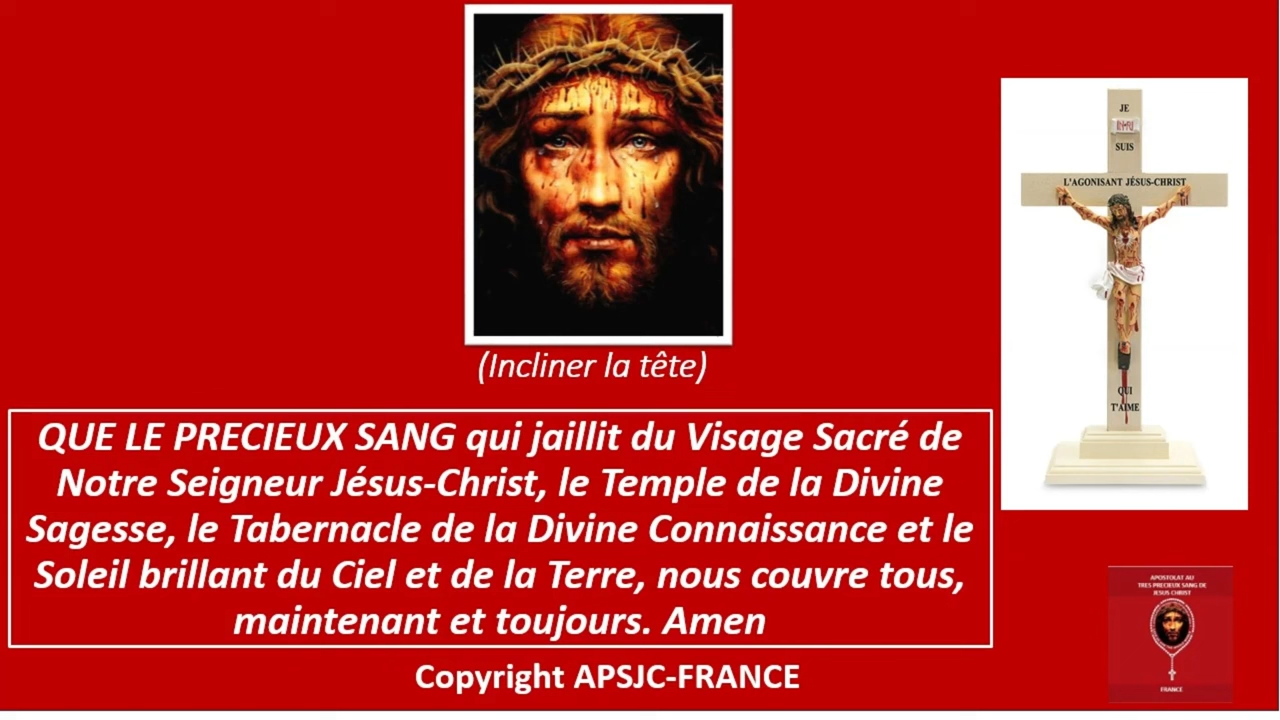 (Incliner la tête)
QUE LE PRECIEUX SANG qui jaillit du Visage Sacré de
Notre Seigneur Jésus-Christ, le Temple de la Divine
Sagesse, le Tabernacle de la Divine Connaissance et le
Soleil brillant du Ciel et de la Terre, nous couvre tous,
maintenant et toujours. Amen
Copyright APSJC-FRANCE
JE
INRI
SUIS
L'AGONISANT JÉSUS-CHRIST
QUI
T'AIME
APOSTOLAT AU
TRES PRECIEUX SANG DE
JESUS CHRIST
FRANCE